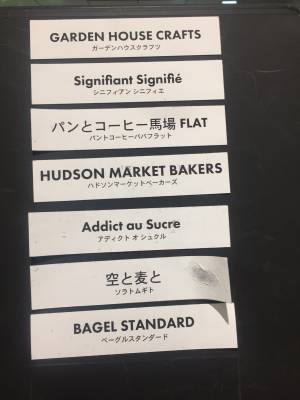 GARDEN HOUSE CRAFTS
ガーデンハウスクラフツ
Signifiant Signifié
シニフィアン シニフィエ
パンとコーヒー馬場 FLAT
パントコーヒーババフラット
HUDSON MARKET BAKERS
ハドソンマーケットベーカーズ
Addict au Sucre
アディクト オ シュクル
空と麦と
ソラトムギト
BAGEL STANDARD
ベーグルスタンダード